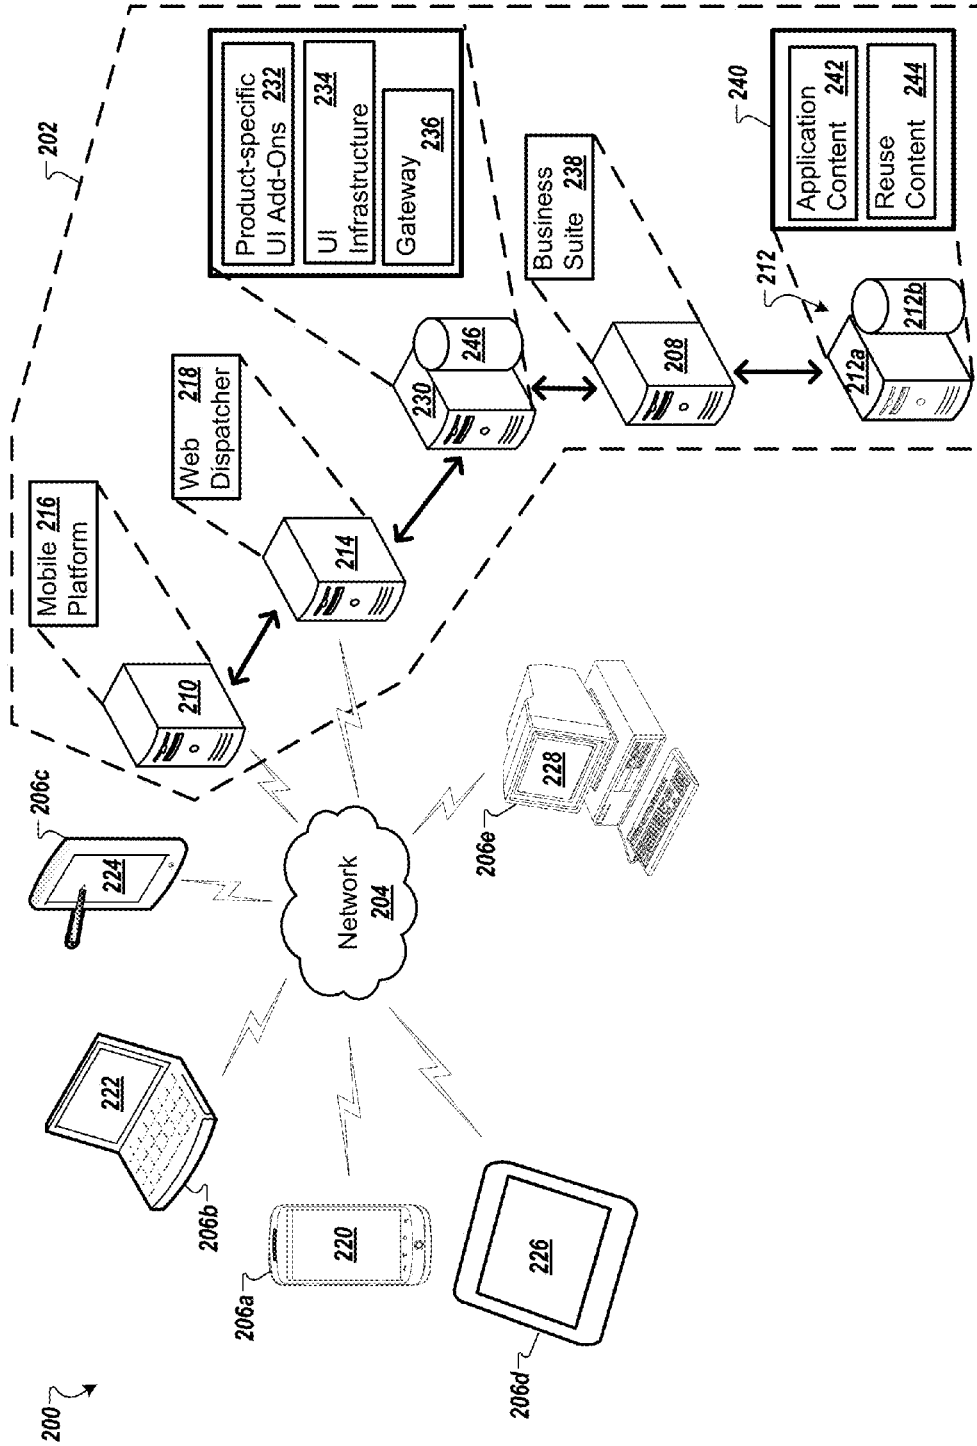 200
202
206c
224
Mobile 216
Platform
210
Web 218
Dispatcher
214
Product-specific
UI Add-Ons 232
UI 234
Infrastructure
Gateway 236
230
246
Business
Suite 238
208
240
Application
Content 242
Reuse
Content 244
212
212a
212b
206b
222
Network
204
206a
220
206d
226
206e
228